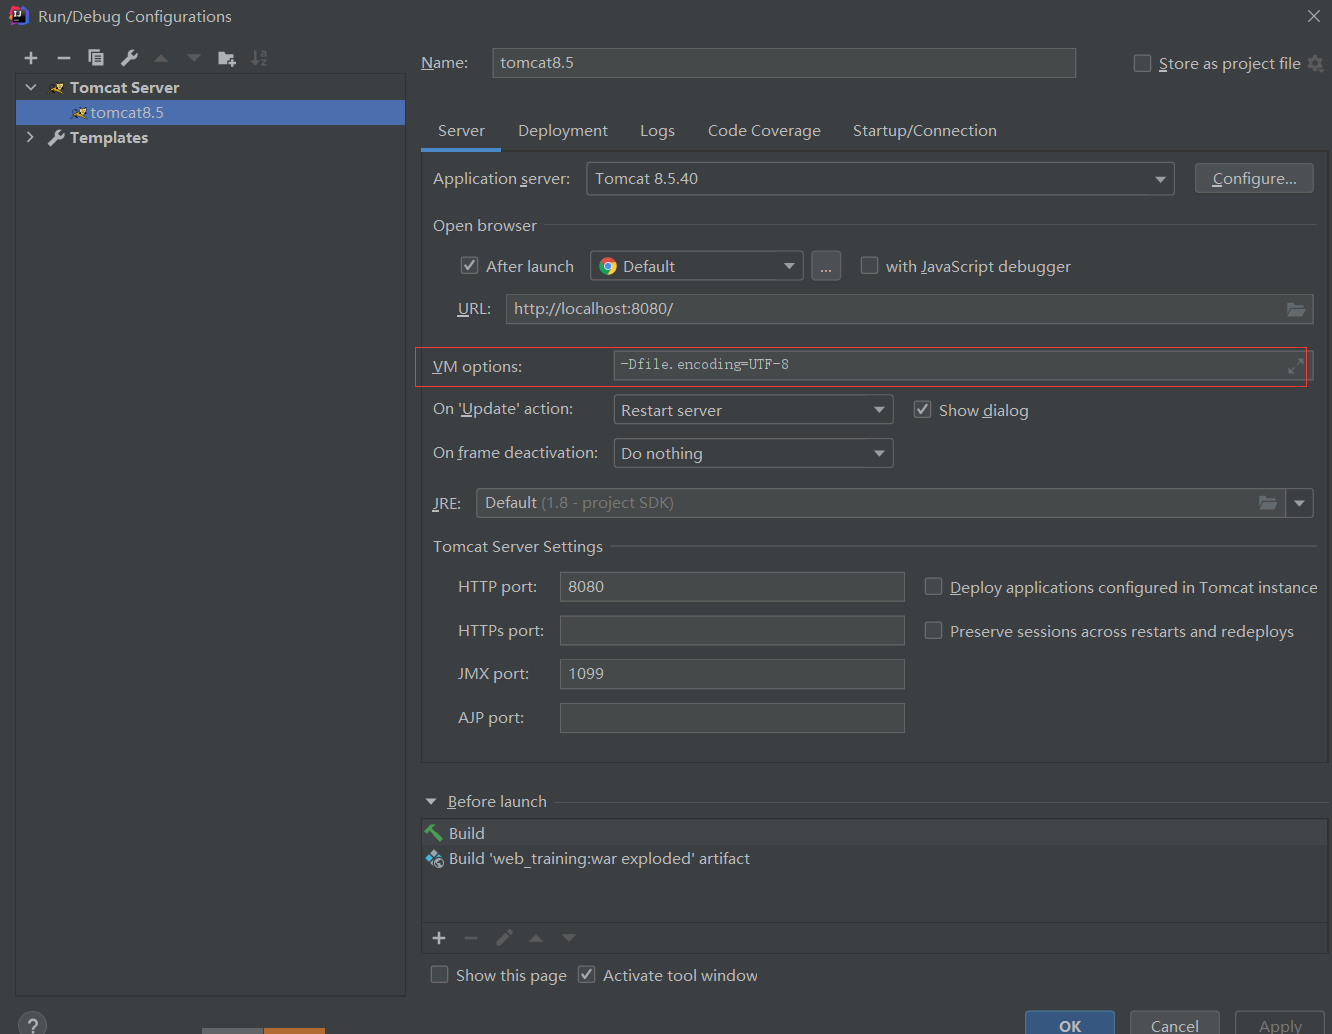 Run/Debug Configurations
Name: tomcat8.5
Store as project file
Tomcat Server
tomcat8.5
Templates
Server Deployment Logs Code Coverage Startup/Connection
Application server: Tomcat 8.5.40 Configure...
Open browser
After launch Default ... with JavaScript debugger
URL: http://localhost:8080/
VM options: -Dfile.encoding=UTF-8
On 'Update' action: Restart server Show dialog
On frame deactivation: Do nothing
JRE: Default (1.8 - project SDK)
Tomcat Server Settings
HTTP port: 8080 Deploy applications configured in Tomcat instance
HTTPs port: Preserve sessions across restarts and redeploys
JMX port: 1099
AJP port:
Before launch
Build
Build 'web_training:war exploded' artifact
Show this page Activate tool window
? OK Cancel Apply